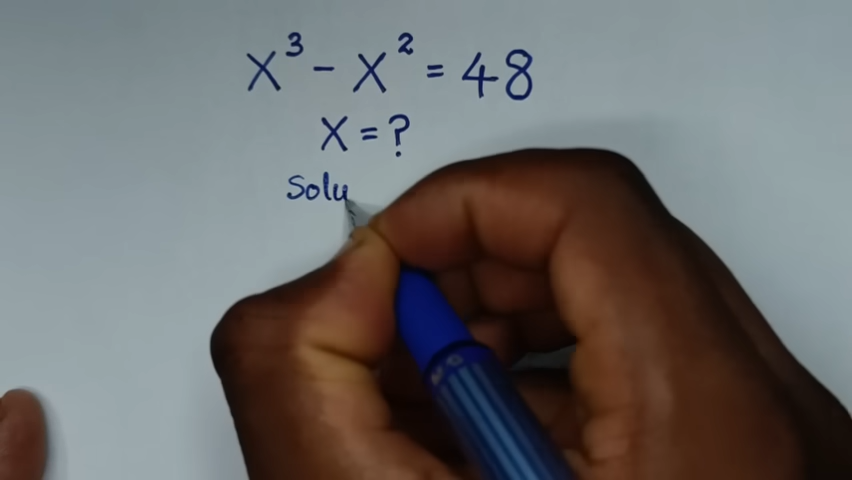 X³ - X² = 48
X = ?
Solu